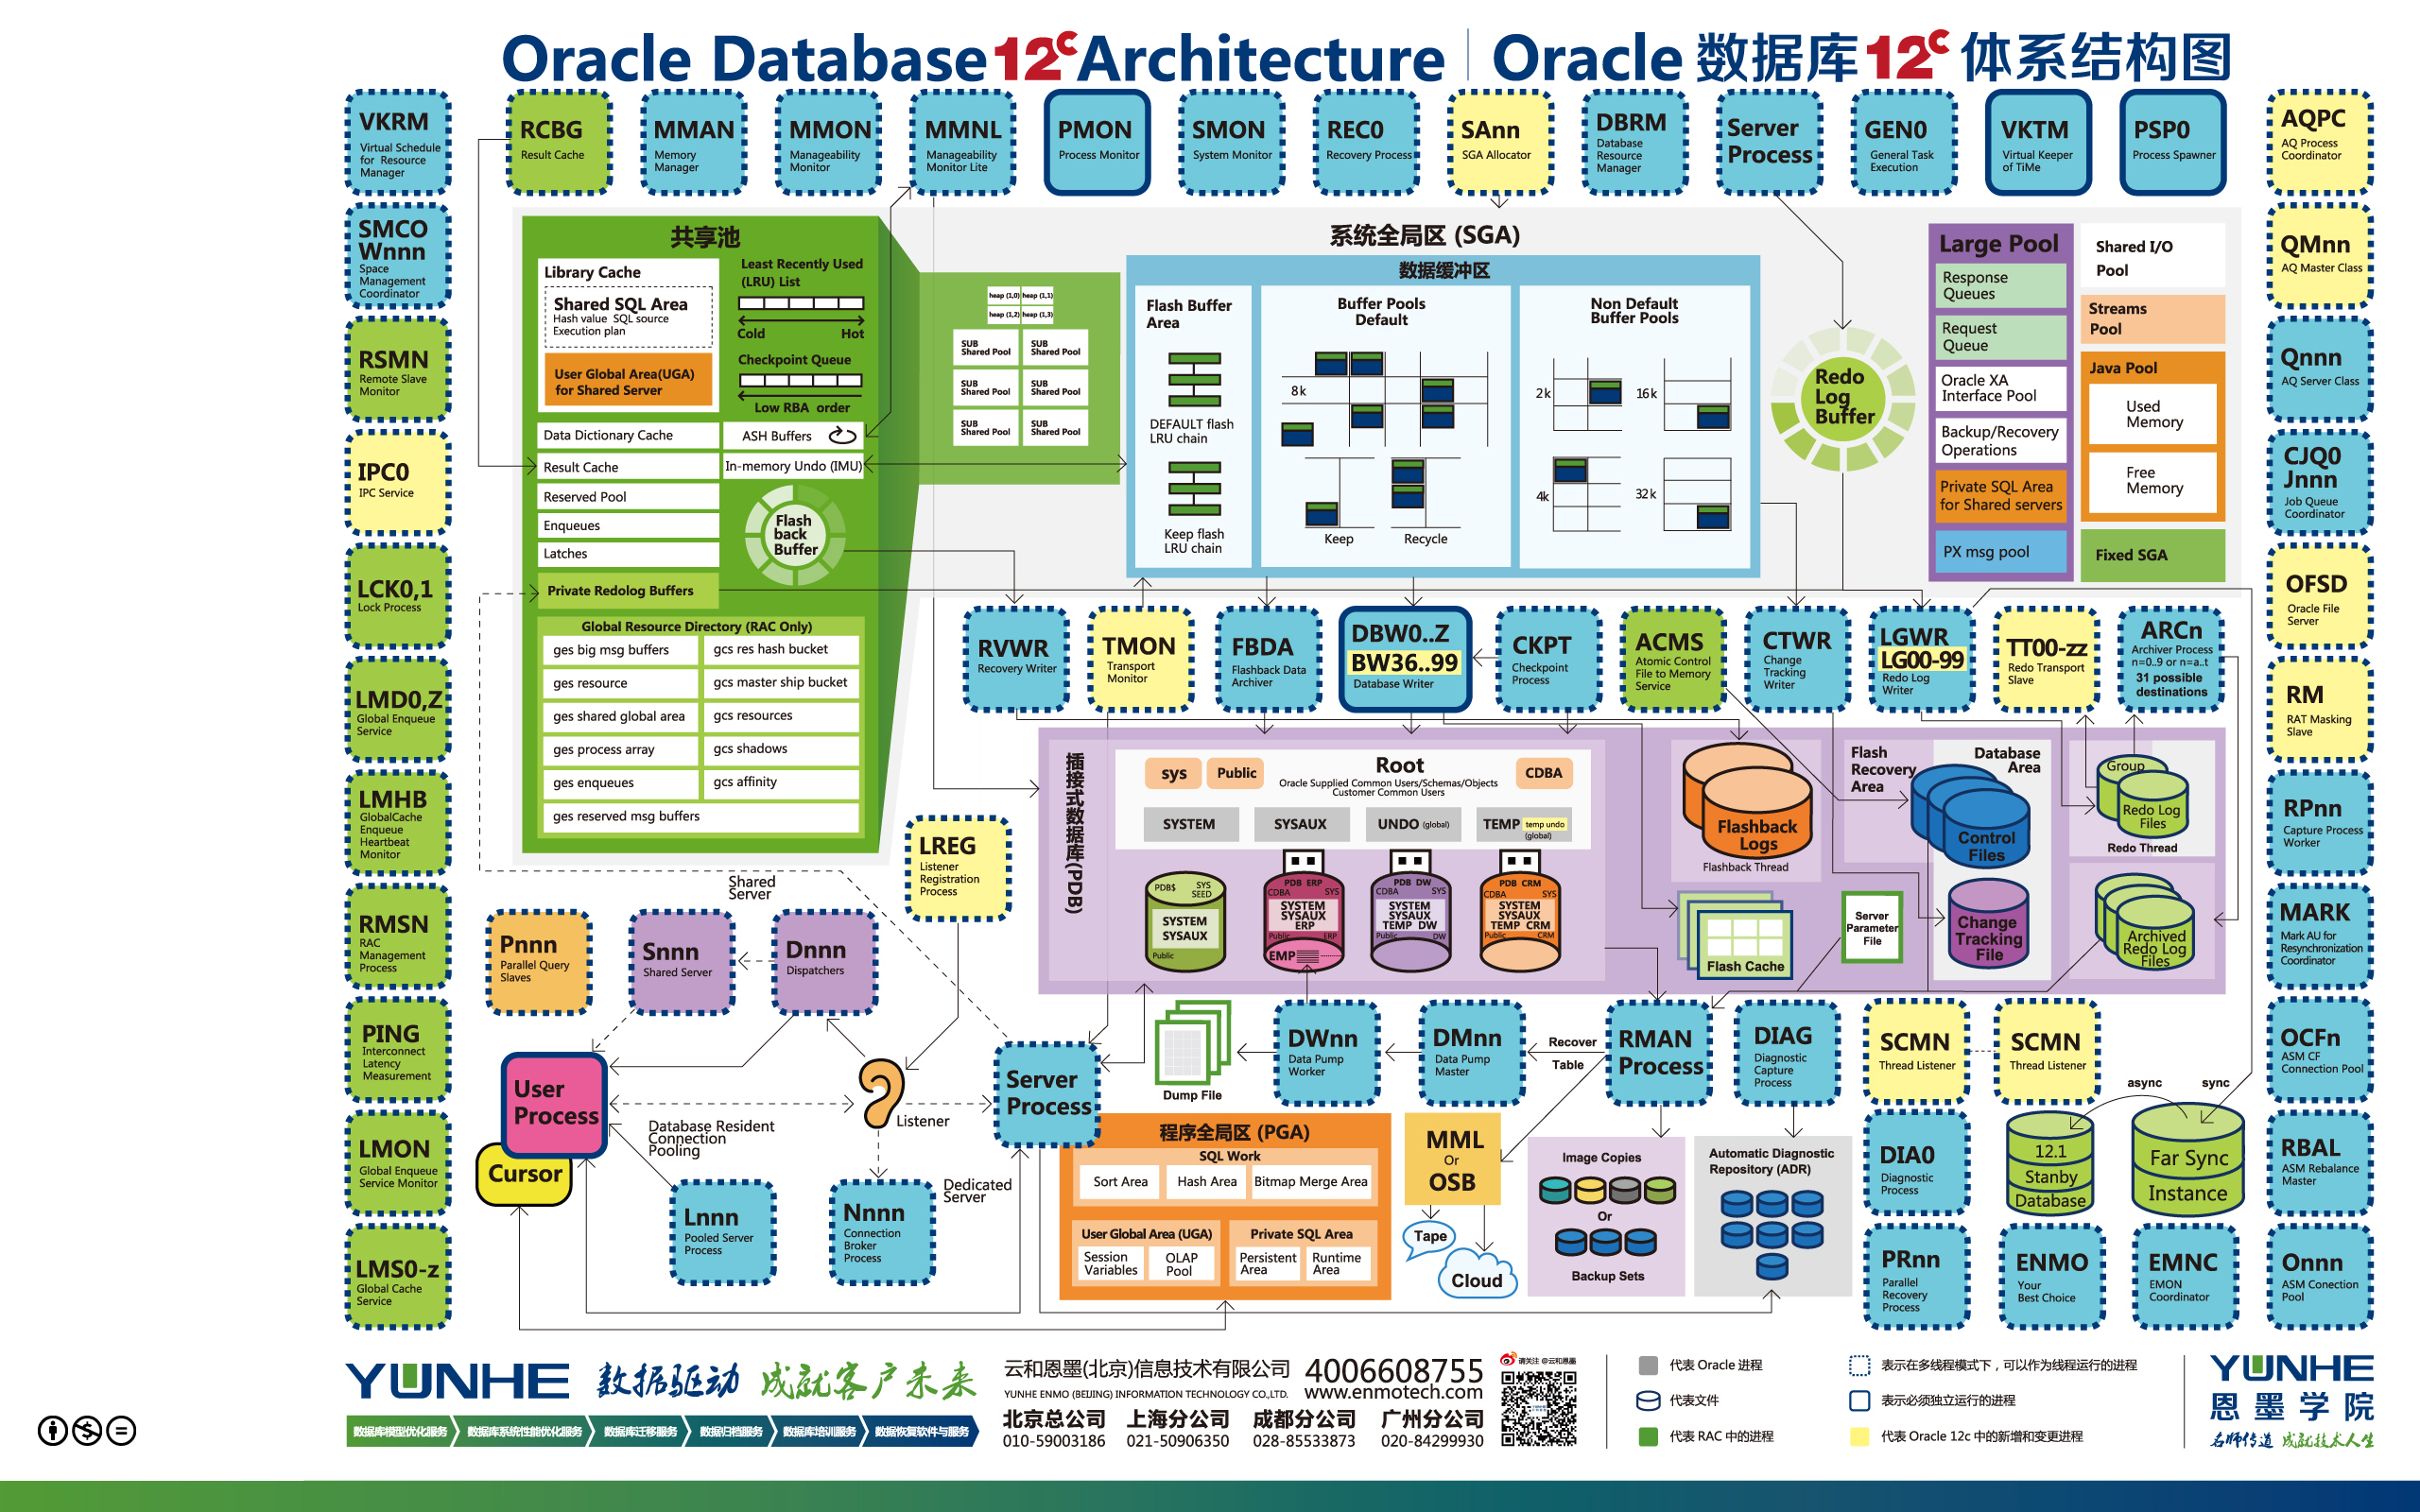 Oracle Database 12c Architecture | Oracle 数据库 12c 体系结构图
VKRM
Virtual Schedule
for Resource
Manager
RCBG
Result Cache
MMAN
Memory
Manager
MMON
Manageability
Monitor
MMNL
Manageability
Monitor Lite
PMON
Process Monitor
SMON
System Monitor
REC0
Recovery Process
SAnn
SGA Allocator
DBRM
Database
Resource
Manager
Server
Process
GEN0
General Task
Execution
VKTM
Virtual Keeper
of TiMe
PSP0
Process Spawner
AQPC
AQ Process
Coordinator
SMCO
Wnnn
Space
Management
Coordinator
RSMN
Remote Slave
Monitor
IPC0
IPC Service
LCK0,1
Lock Process
LMD0,Z
Global Enqueue
Service
LMHB
GlobalCache
Enqueue
Heartbeat
Monitor
RMSN
RAC
Management
Process
PING
Interconnect
Latency
Measurement
LMON
Global Enqueue
Service Monitor
LMS0-z
Global Cache
Service
共享池
Library Cache
Shared SQL Area
Hash value SQL source
Execution plan
User Global Area(UGA)
for Shared Server
Least Recently Used
(LRU) List
Cold Hot
Checkpoint Queue
Low RBA order
Data Dictionary Cache
ASH Buffers
Result Cache
In-memory Undo (IMU)
Reserved Pool
Enqueues
Latches
Flash
back
Buffer
Private Redolog Buffers
Global Resource Directory (RAC Only)
ges big msg buffers
gcs res hash bucket
ges resource
gcs master ship bucket
ges shared global area
gcs resources
ges process array
gcs shadows
ges enqueues
gcs affinity
ges reserved msg buffers
heap (1,0) heap (1,1)
heap (1,2) heap (1,3)
SUB
Shared Pool
SUB
Shared Pool
SUB
Shared Pool
SUB
Shared Pool
SUB
Shared Pool
SUB
Shared Pool
系统全局区 (SGA)
数据缓冲区
Flash Buffer
Area
DEFAULT flash
LRU chain
Keep flash
LRU chain
Buffer Pools
Default
8k
Keep
Recycle
Non Default
Buffer Pools
2k
16k
4k
32k
Redo
Log
Buffer
Large Pool
Response
Queues
Request
Queue
Oracle XA
Interface Pool
Backup/Recovery
Operations
Private SQL Area
for Shared servers
PX msg pool
Shared I/O
Pool
Streams
Pool
Java Pool
Used
Memory
Free
Memory
Fixed SGA
QMnn
AQ Master Class
Qnnn
AQ Server Class
CJQ0
Jnnn
Job Queue
Coordinator
OFSD
Oracle File
Server
RM
RAT Masking
Slave
RPnn
Capture Process
Worker
MARK
Mark AU for
Resynchronization
Coordinator
OCFn
ASM CF
Connection Pool
RBAL
ASM Rebalance
Master
Onnn
ASM Conection
Pool
RVWR
Recovery Writer
TMON
Transport
Monitor
FBDA
Flashback Data
Archiver
DBW0..Z
BW36..99
Database Writer
CKPT
Checkpoint
Process
ACMS
Atomic Control
File to Memory
Service
CTWR
Change
Tracking
Writer
LGWR
LG00-99
Redo Log
Writer
TT00-zz
Redo Transport
Slave
ARCn
Archiver Process
n=0..9 or n=a..t
31 possible
destinations
插接式数据库(PDB)
sys
Public
Root
Oracle Supplied Common Users/Schemas/Objects
Customer Common Users
CDBA
SYSTEM
SYSAUX
UNDO (global)
TEMP temp undo
(global)
PDB$ SYS
SEED
SYSTEM
SYSAUX
Public
PDB ERP
CDBA SYS
SYSTEM
SYSAUX
ERP
Public ERP
EMP
PDB DW
CDBA SYS
SYSTEM
SYSAUX
TEMP DW
Public DW
PDB CRM
CDBA SYS
SYSTEM
SYSAUX
TEMP CRM
Public CRM
Flashback
Logs
Flashback Thread
Flash
Recovery
Area
Database
Area
Control
Files
Group
Redo Log
Files
Redo Thread
Flash Cache
Server
Parameter
File
Change
Tracking
File
Archived
Redo Log
Files
LREG
Listener
Registration
Process
Shared
Server
Pnnn
Parallel Query
Slaves
Snnn
Shared Server
Dnnn
Dispatchers
User
Process
Cursor
Listener
Database Resident
Connection
Pooling
Lnnn
Pooled Server
Process
Nnnn
Connection
Broker
Process
Dedicated
Server
Server
Process
Dump File
DWnn
Data Pump
Worker
DMnn
Data Pump
Master
Recover
Table
RMAN
Process
DIAG
Diagnostic
Capture
Process
SCMN
Thread Listener
SCMN
Thread Listener
async sync
程序全局区 (PGA)
SQL Work
Sort Area
Hash Area
Bitmap Merge Area
User Global Area (UGA)
Session
Variables
OLAP
Pool
Private SQL Area
Persistent
Area
Runtime
Area
MML
Or
OSB
Tape
Cloud
Image Copies
Or
Backup Sets
Automatic Diagnostic
Repository (ADR)
DIA0
Diagnostic
Process
12.1
Stanby
Database
Far Sync
Instance
PRnn
Parallel
Recovery
Process
ENMO
Your
Best Choice
EMNC
EMON
Coordinator
YUNHE
数据驱动 成就客户未来
数据库模型优化服务
数据库系统性能优化服务
数据库迁移服务
数据归档服务
数据库培训服务
数据恢复软件与服务
云和恩墨(北京)信息技术有限公司 4006608755
YUNHE ENMO (BEIJING) INFORMATION TECHNOLOGY CO.,LTD. www.enmotech.com
北京总公司 上海分公司 成都分公司 广州分公司
010-59003186 021-50906350 028-85533873 020-84299930
请关注 @云和恩墨
代表 Oracle 进程
代表文件
代表 RAC 中的进程
表示在多线程模式下，可以作为线程运行的进程
表示必须独立运行的进程
代表 Oracle 12c 中的新增和变更进程
YUNHE
恩墨学院
名师传道 成就技术人生